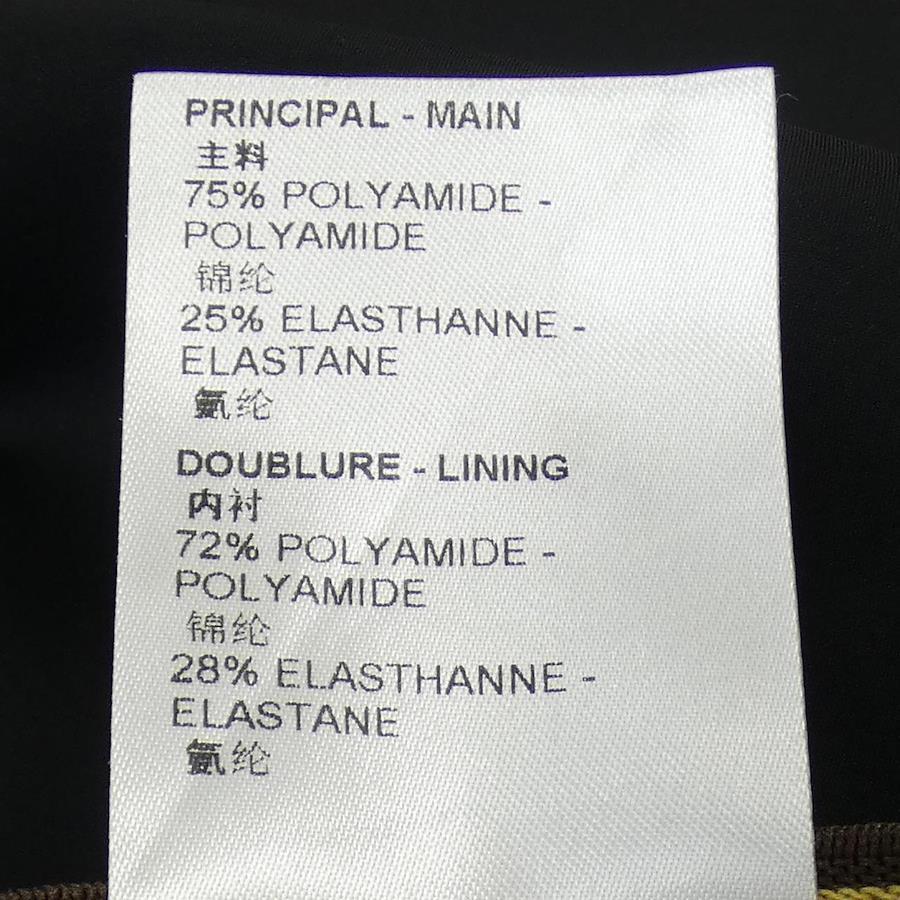 PRINCIPAL - MAIN
主料
75% POLYAMIDE -
POLYAMIDE
锦纶
25% ELASTHANNE -
ELASTANE
氨纶
DOUBLURE - LINING
内衬
72% POLYAMIDE -
POLYAMIDE
锦纶
28% ELASTHANNE -
ELASTANE
氨纶